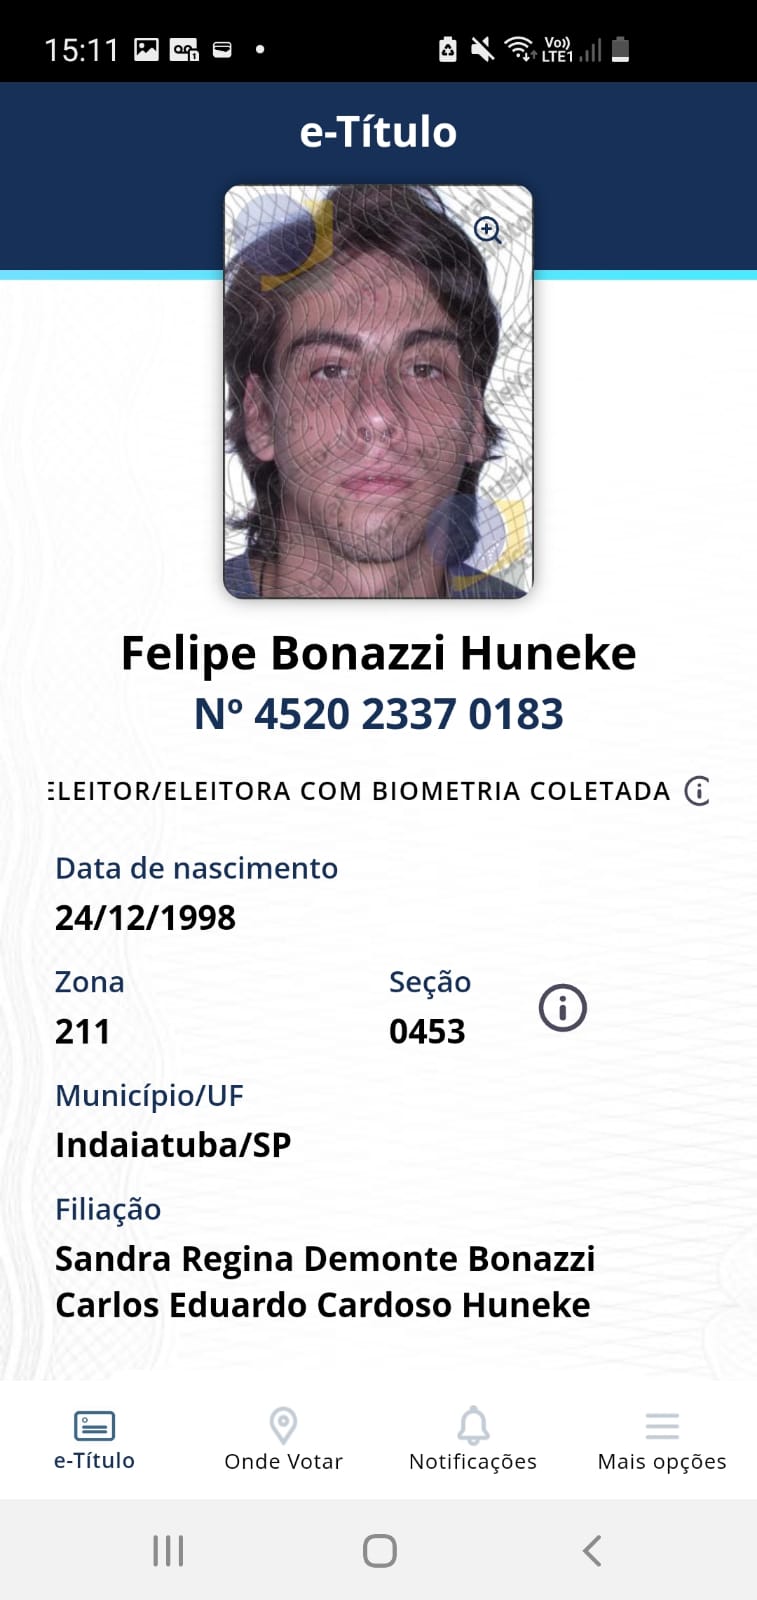 15:11
Vo))
LTE1
e-Título
Felipe Bonazzi Huneke
Nº 4520 2337 0183
ELEITOR/ELEITORA COM BIOMETRIA COLETADA
Data de nascimento
24/12/1998
Zona
Seção
211
0453
Município/UF
Indaiatuba/SP
Filiação
Sandra Regina Demonte Bonazzi
Carlos Eduardo Cardoso Huneke
e-Título
Onde Votar
Notificações
Mais opções